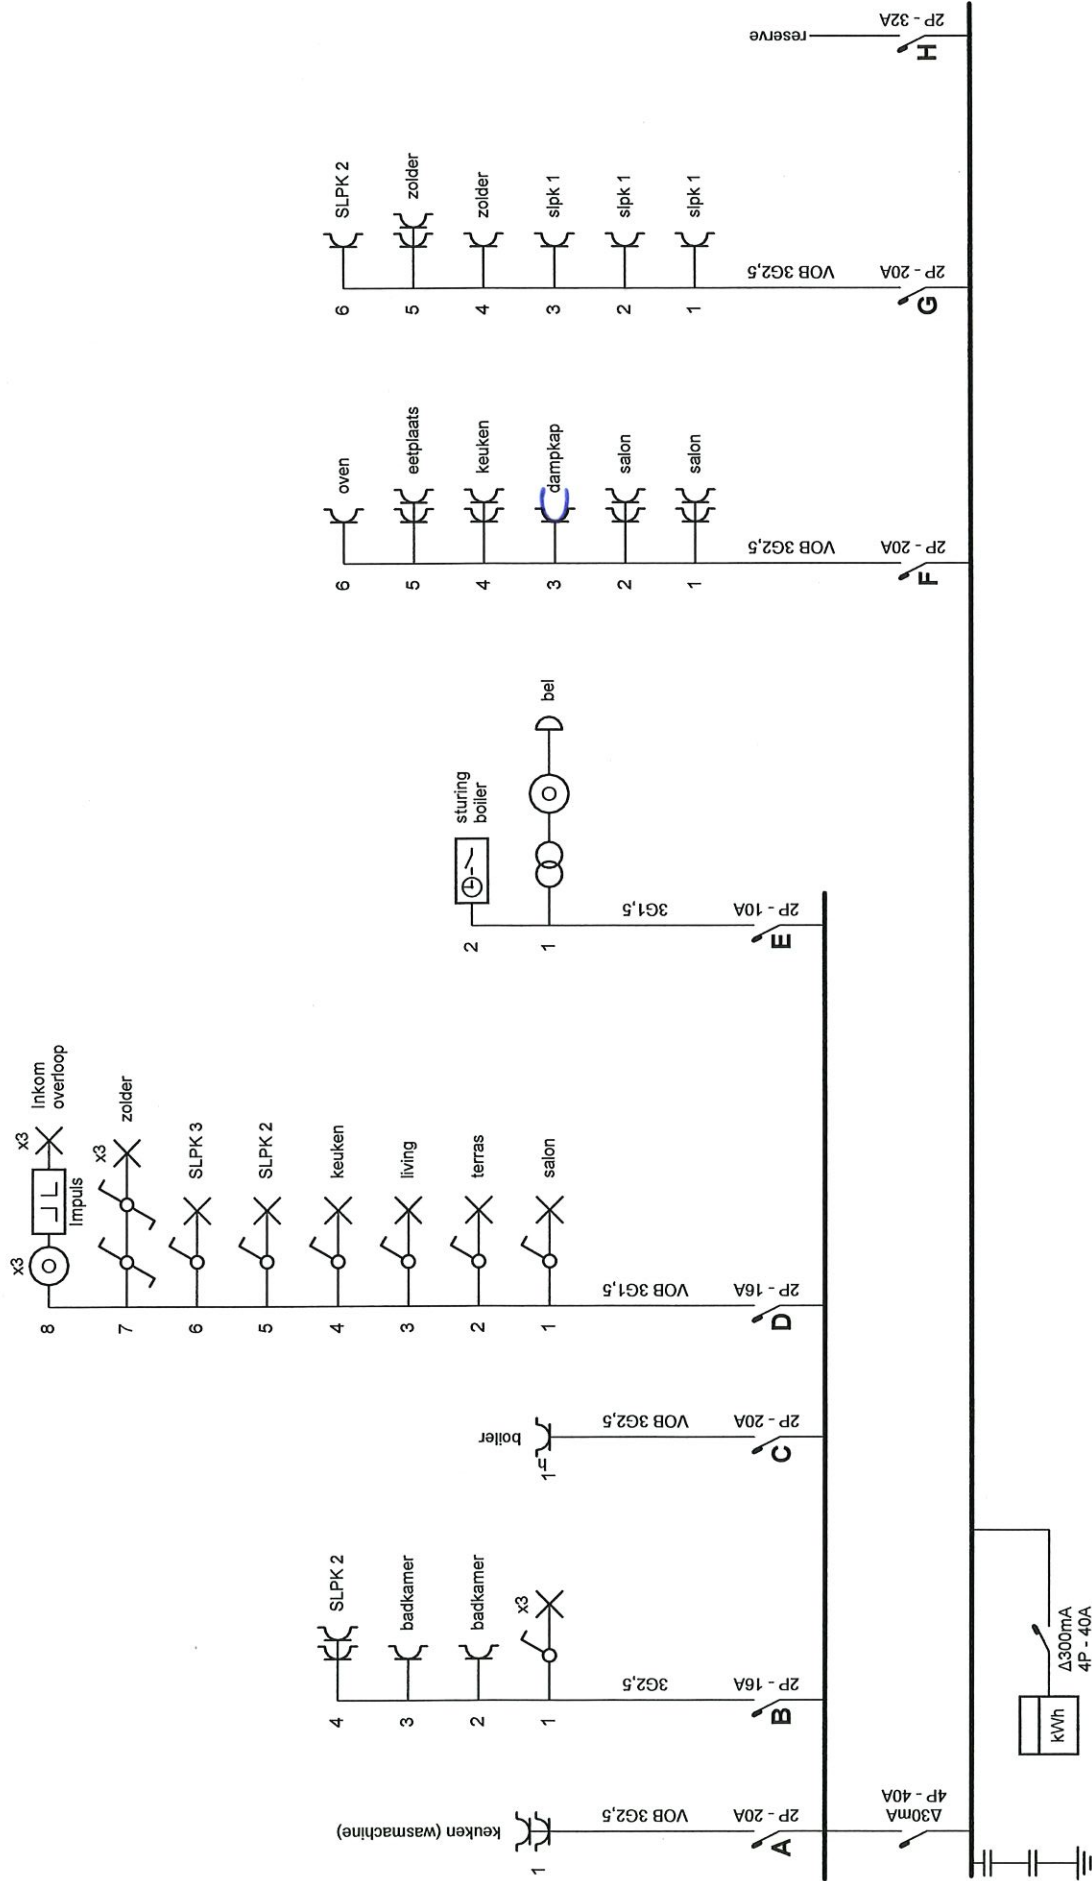 kWh
Δ300mA
4P - 40A
Δ30mA
4P - 40A
A
2P - 20A
VOB 3G2,5
1
keuken (wasmachine)
B
2P - 16A
3G2,5
1
x3
2
badkamer
3
badkamer
4
SLPK 2
C
2P - 20A
VOB 3G2,5
1
h
boiler
D
2P - 16A
VOB 3G1,5
1
salon
2
terras
3
living
4
keuken
5
SLPK 2
6
SLPK 3
7
x3
zolder
8
x3
Impuls
x3
Inkom
overloop
E
2P - 10A
3G1,5
1
bel
2
sturing
boiler
F
2P - 20A
VOB 3G2,5
1
salon
2
salon
3
dampkap
4
keuken
5
eetplaats
6
oven
G
2P - 20A
VOB 3G2,5
1
slpk 1
2
slpk 1
3
slpk 1
4
zolder
5
zolder
6
SLPK 2
H
2P - 32A
reserve